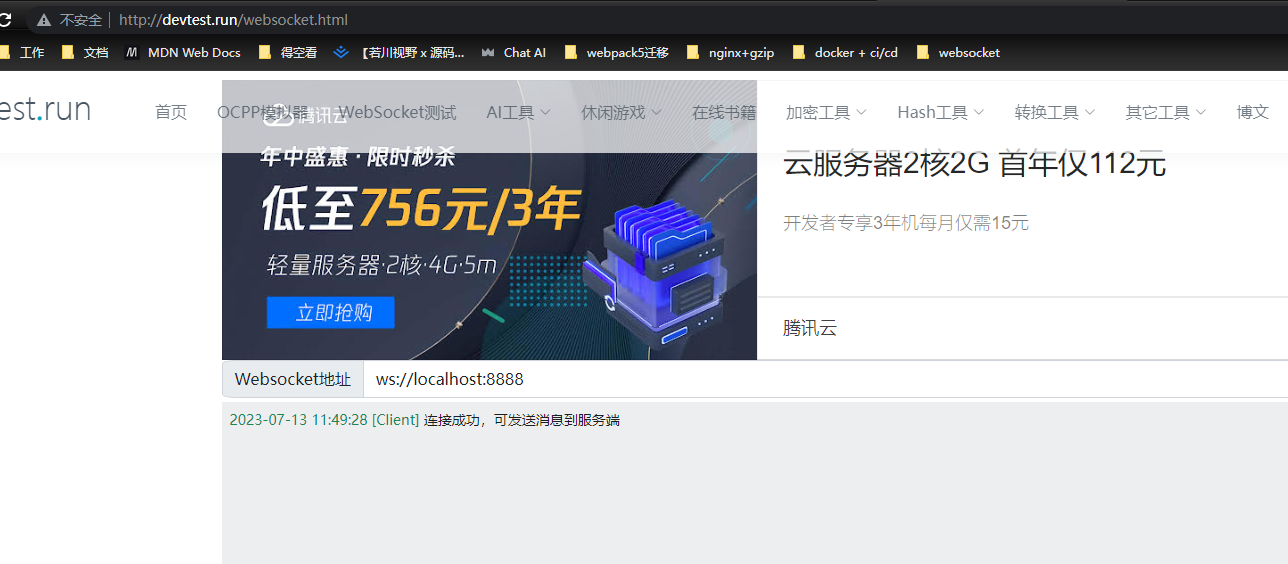 不安全 http://devtest.run/websocket.html
工作 文档 MDN Web Docs 得空看 【若川视野 x 源码... Chat AI webpack5迁移 nginx+gzip docker + ci/cd websocket
est.run 首页 OCPP模拟器 WebSocket测试 AI工具 休闲游戏 在线书籍 加密工具 Hash工具 转换工具 其它工具 博文
腾讯云
年中盛惠·限时秒杀
低至756元/3年
轻量服务器·2核·4G·5m
立即抢购
云服务器2核2G 首年仅112元
开发者专享3年机每月仅需15元
腾讯云
Websocket地址 ws://localhost:8888
2023-07-13 11:49:28 [Client] 连接成功，可发送消息到服务端